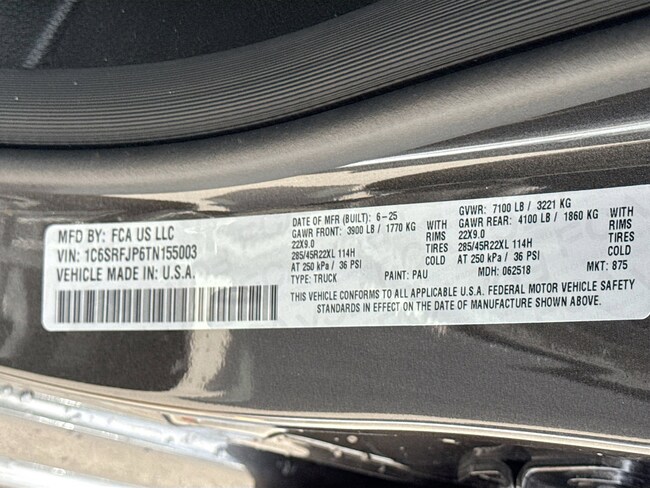 MFD BY: FCA US LLC
VIN: 1C6SRFJP6TN155003
VEHICLE MADE IN: U.S.A.
DATE OF MFR (BUILT): 6-25
GAWR FRONT: 3900 LB / 1770 KG WITH
22X9.0 RIMS
285/45R22XL 114H TIRES
AT 250 kPa / 36 PSI COLD
TYPE: TRUCK PAINT: PAU
GVWR: 7100 LB / 3221 KG
GAWR REAR: 4100 LB / 1860 KG WITH
22X9.0 RIMS
285/45R22XL 114H TIRES
AT 250 kPa / 36 PSI COLD
MDH: 062518 MKT: 875
THIS VEHICLE CONFORMS TO ALL APPLICABLE U.S.A. FEDERAL MOTOR VEHICLE SAFETY
STANDARDS IN EFFECT ON THE DATE OF MANUFACTURE SHOWN ABOVE.